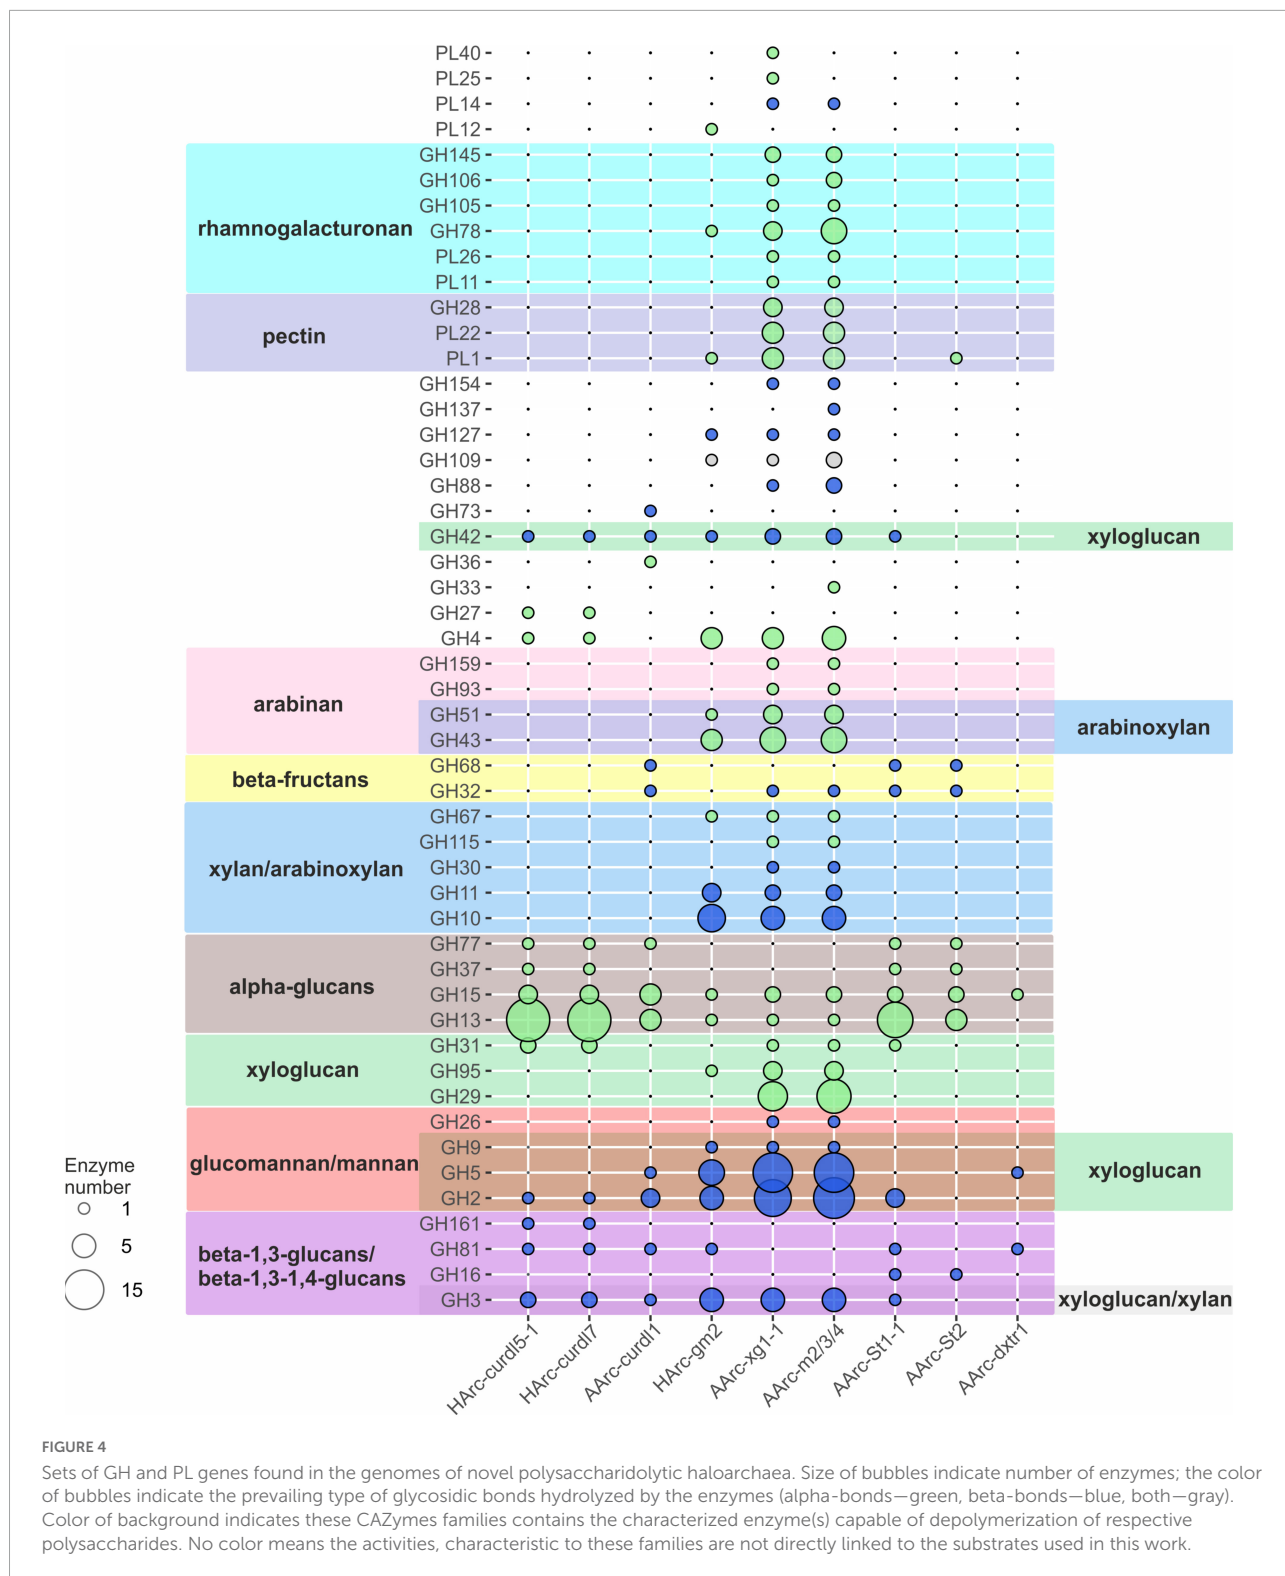 PL40
PL25
PL14
PL12
GH145
GH106
GH105
rhamnogalacturonan
GH78
PL26
PL11
GH28
pectin
PL22
PL1
GH154
GH137
GH127
GH109
GH88
GH73
GH42
xyloglucan
GH36
GH33
GH27
GH4
GH159
GH93
arabinan
GH51
arabinoxylan
GH43
GH68
beta-fructans
GH32
GH67
GH115
xylan/arabinoxylan
GH30
GH11
GH10
GH77
GH37
alpha-glucans
GH15
GH13
GH31
xyloglucan
GH95
GH29
GH26
GH9
glucomannan/mannan
GH5
xyloglucan
GH2
GH161
beta-1,3-glucans/
beta-1,3-1,4-glucans
GH81
GH16
GH3
xyloglucan/xylan
Enzyme
number
1
5
15
HArc-curdl5-1
HArc-curdl7
AArc-curdl1
HArc-gm2
AArc-xg1-1
AArc-m2/3/4
AArc-St1-1
AArc-St2
AArc-dxtr1
FIGURE 4
Sets of GH and PL genes found in the genomes of novel polysaccharidolytic haloarchaea. Size of bubbles indicate number of enzymes; the color
of bubbles indicate the prevailing type of glycosidic bonds hydrolyzed by the enzymes (alpha-bonds—green, beta-bonds—blue, both—gray).
Color of background indicates these CAZymes families contains the characterized enzyme(s) capable of depolymerization of respective
polysaccharides. No color means the activities, characteristic to these families are not directly linked to the substrates used in this work.